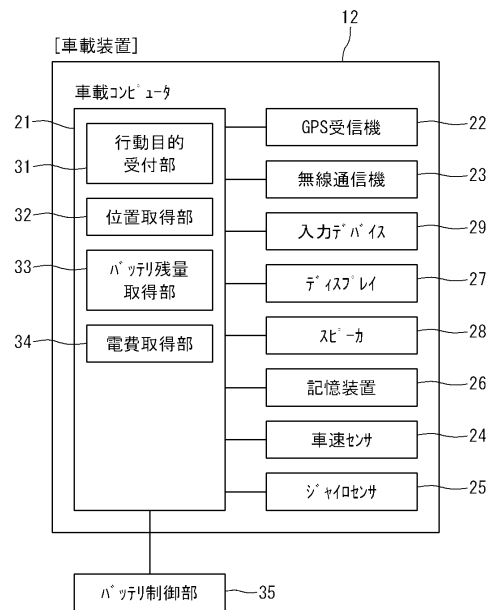 12
[車載装置]
車載コンピュータ
21
行動目的
受付部
31
32
位置取得部
33
バッテリ残量
取得部
34
電費取得部
GPS受信機
22
無線通信機
23
入力デバイス
29
ディスプレイ
27
スピーカ
28
記憶装置
26
車速センサ
24
ジャイロセンサ
25
バッテリ制御部
35